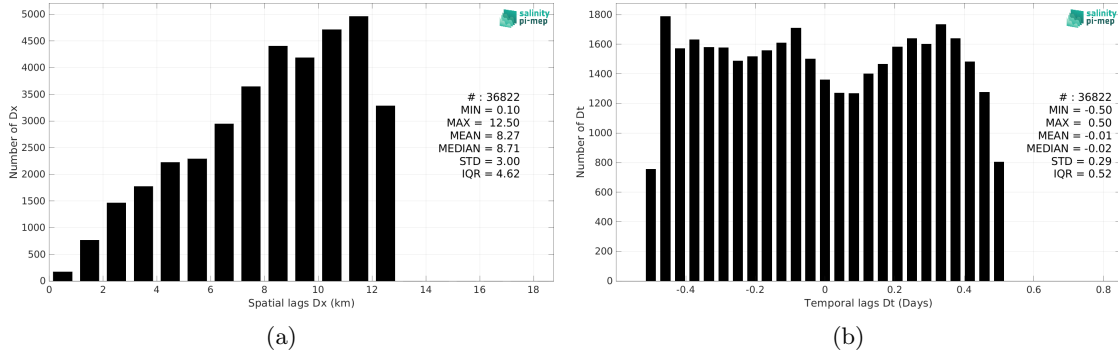 5000
4500
4000
3500
3000
2500
2000
1500
1000
500
0
Number of Dx
salinity
pi-mep
# : 36822
MIN = 0.10
MAX = 12.50
MEAN = 8.27
MEDIAN = 8.71
STD = 3.00
IQR = 4.62
0 2 4 6 8 10 12 14 16 18
Spatial lags Dx (km)
(a)
1800
1600
1400
1200
1000
800
600
400
200
0
Number of Dt
salinity
pi-mep
# : 36822
MIN = -0.50
MAX = 0.50
MEAN = -0.01
MEDIAN = -0.02
STD = 0.29
IQR = 0.52
-0.4 -0.2 0 0.2 0.4 0.6 0.8
Temporal lags Dt (Days)
(b)